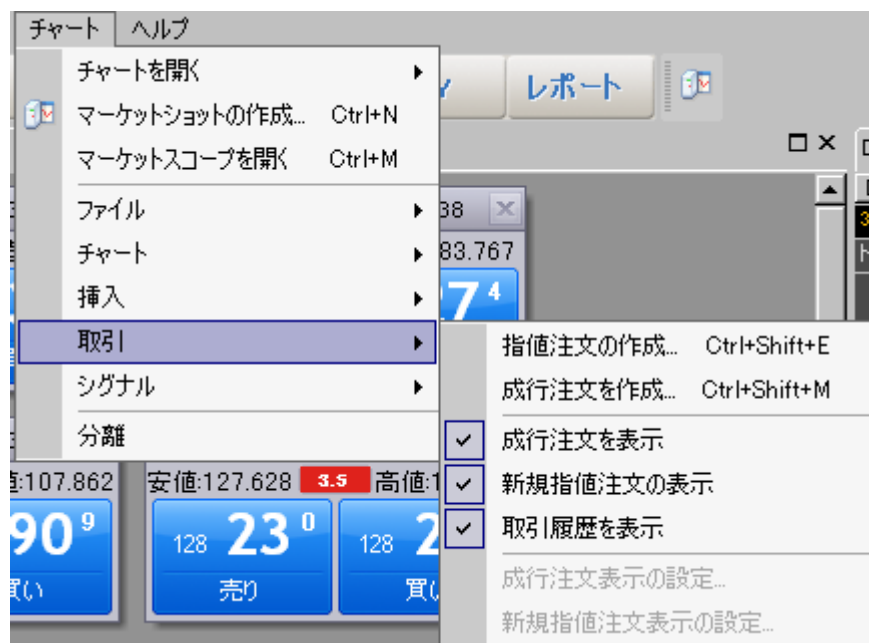 チャート ヘルプ
チャートを開く
マーケットショットの作成... Ctrl+N
マーケットスコープを開く Ctrl+M
ファイル
チャート
挿入
取引
シグナル
分離
レポート
38
83.767
27 4
指値注文の作成... Ctrl+Shift+E
成行注文を作成... Ctrl+Shift+M
成行注文を表示
新規指値注文の表示
取引履歴を表示
成行注文表示の設定...
新規指値注文表示の設定...
:107.862 安値:127.628 3.5 高値:1
90 9 128 23 0 128 2
買い 売り 買い